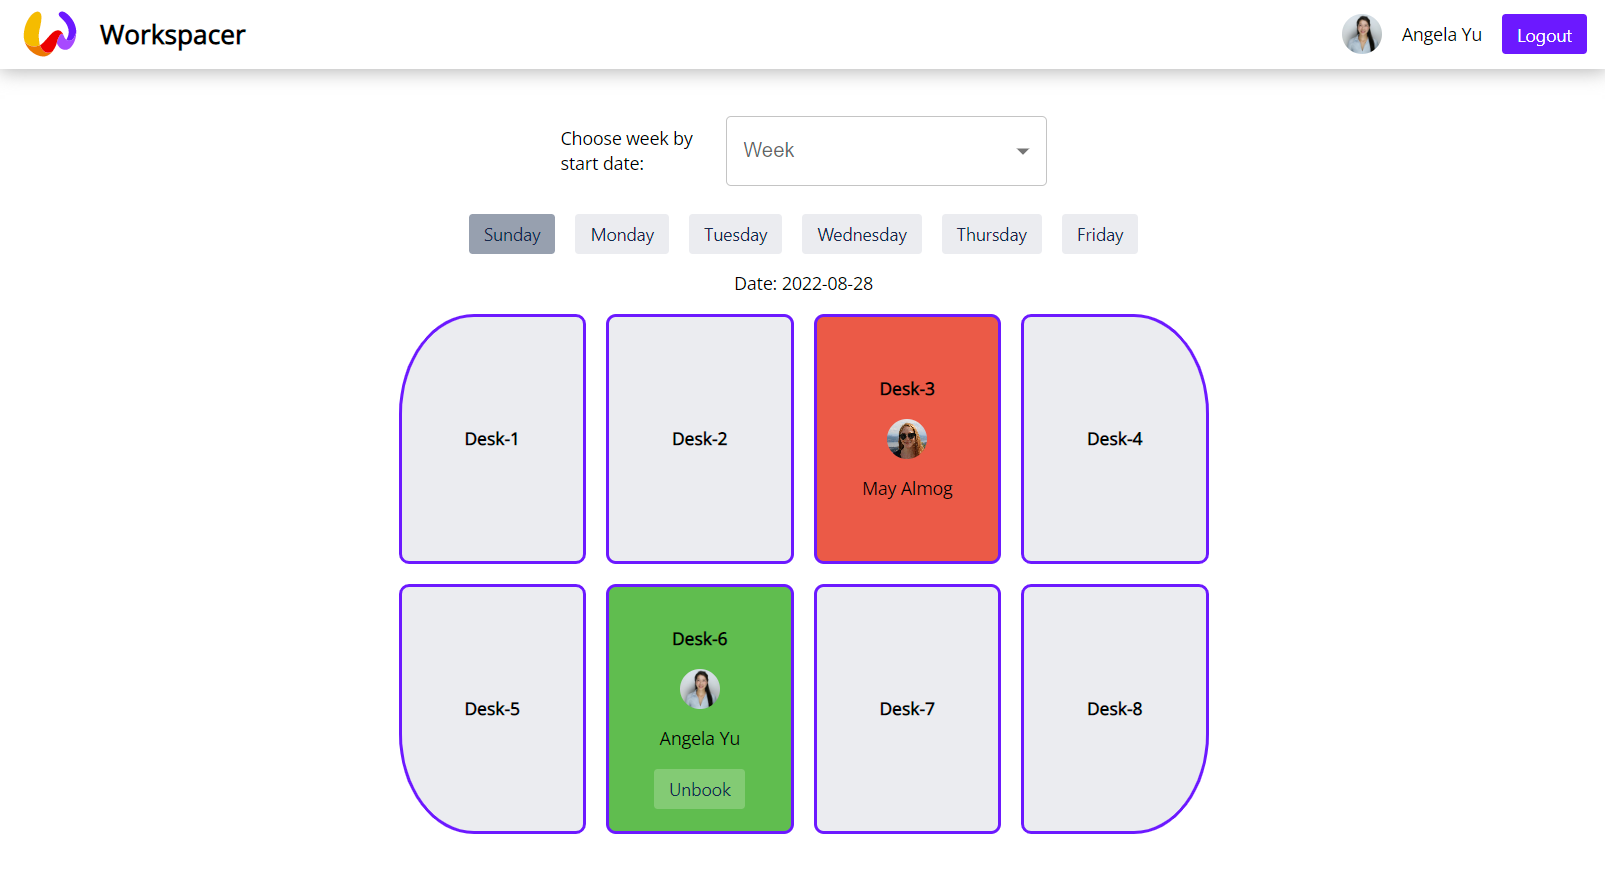 Workspacer
Angela Yu
Logout
Choose week by
start date:
Week
Sunday
Monday
Tuesday
Wednesday
Thursday
Friday
Date: 2022-08-28
Desk-1
Desk-2
Desk-3
May Almog
Desk-4
Desk-5
Desk-6
Angela Yu
Unbook
Desk-7
Desk-8